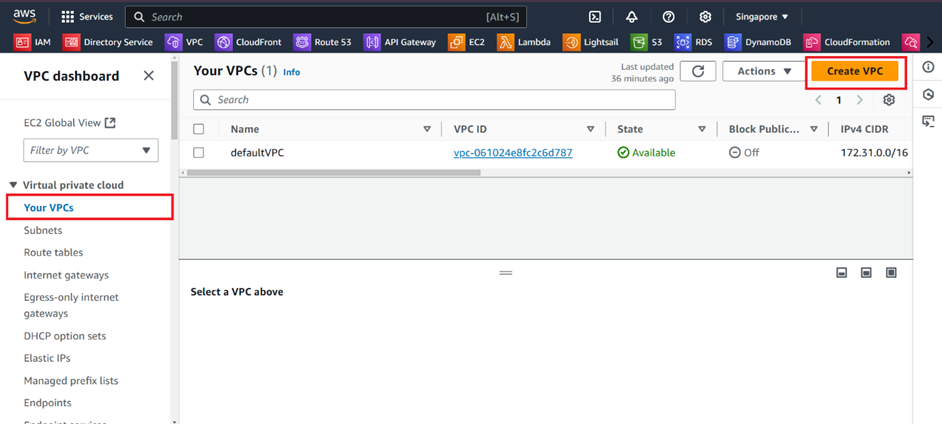 aws Services Search [Alt+S] Singapore
IAM Directory Service VPC CloudFront Route 53 API Gateway EC2 Lambda Lightsail S3 RDS DynamoDB CloudFormation
VPC dashboard
EC2 Global View
Filter by VPC
Virtual private cloud
Your VPCs
Subnets
Route tables
Internet gateways
Egress-only internet
gateways
DHCP option sets
Elastic IPs
Managed prefix lists
Endpoints
Your VPCs (1) Info
Last updated
36 minutes ago
Actions
Create VPC
Search
1
Name VPC ID State Block Public... IPv4 CIDR
defaultVPC vpc-061024e8fc2c6d787 Available Off 172.31.0.0/16
Select a VPC above